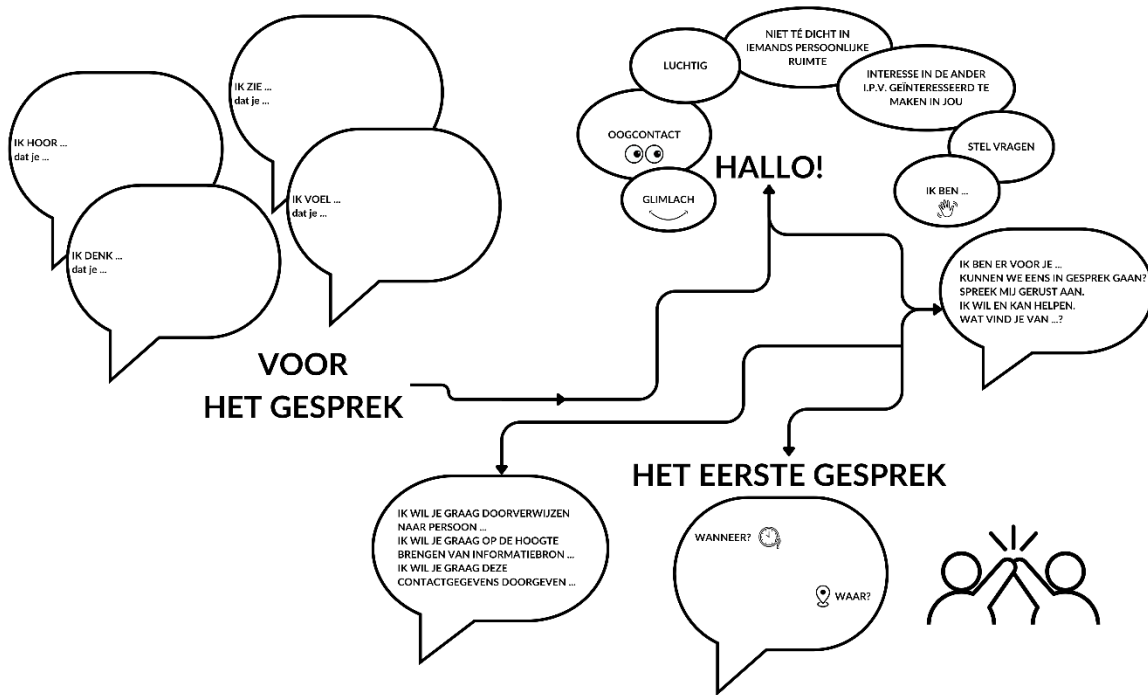 IK HOOR ...
dat je ...
IK ZIE ...
dat je ...
IK DENK ...
dat je ...
IK VOEL ...
dat je ...
VOOR
HET GESPREK
HALLO!
GLIMLACH
OOGCONTACT
LUCHTIG
NIET TÉ DICHT IN
IEMANDS PERSOONLIJKE
RUIMTE
INTERESSE IN DE ANDER
I.P.V. GEÏNTERESSEERD TE
MAKEN IN JOU
STEL VRAGEN
IK BEN ...
IK BEN ER VOOR JE ...
KUNNEN WE EENS IN GESPREK GAAN?
SPREEK MIJ GERUST AAN.
IK WIL EN KAN HELPEN.
WAT VIND JE VAN ...?
IK WIL JE GRAAG DOORVERWIJZEN
NAAR PERSOON ...
IK WIL JE GRAAG OP DE HOOGTE
BRENGEN VAN INFORMATIEBRON ...
IK WIL JE GRAAG DEZE
CONTACTGEGEVENS DOORGEVEN ...
HET EERSTE GESPREK
WANNEER?
WAAR?